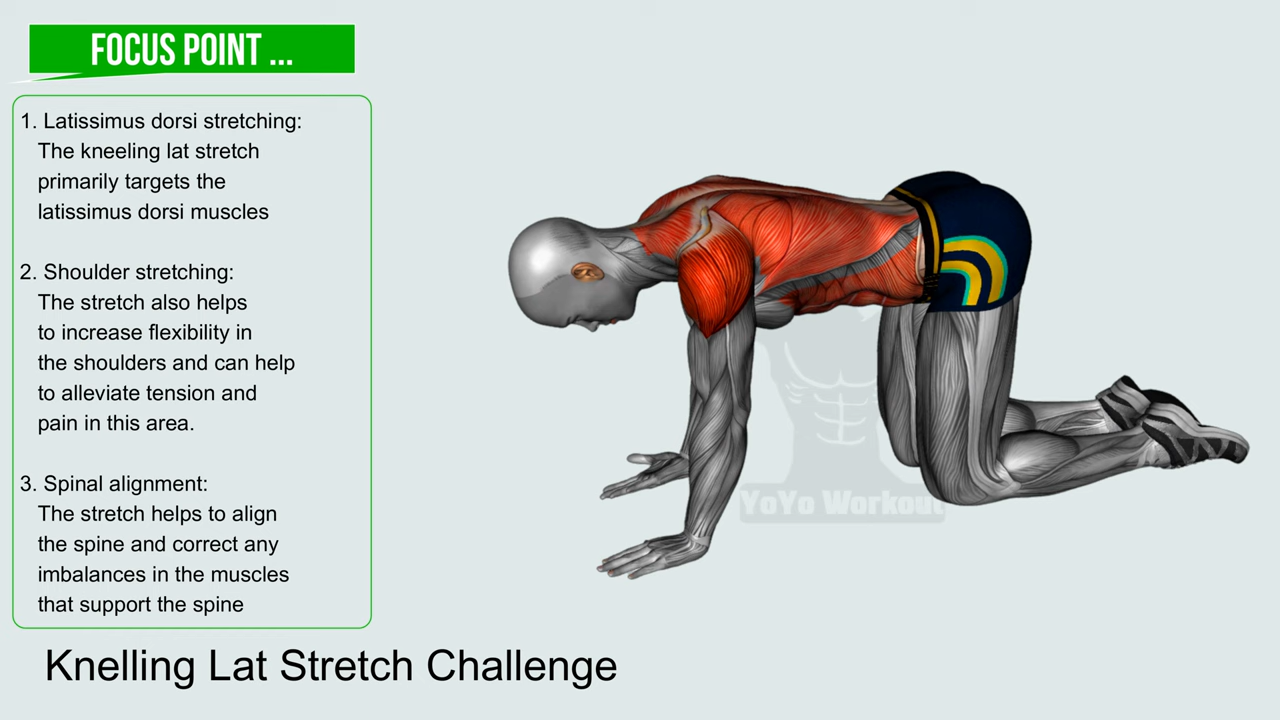 FOCUS POINT ...
1. Latissimus dorsi stretching:
The kneeling lat stretch
primarily targets the
latissimus dorsi muscles
2. Shoulder stretching:
The stretch also helps
to increase flexibility in
the shoulders and can help
to alleviate tension and
pain in this area.
3. Spinal alignment:
The stretch helps to align
the spine and correct any
imbalances in the muscles
that support the spine
YoYo Workout
Knelling Lat Stretch Challenge